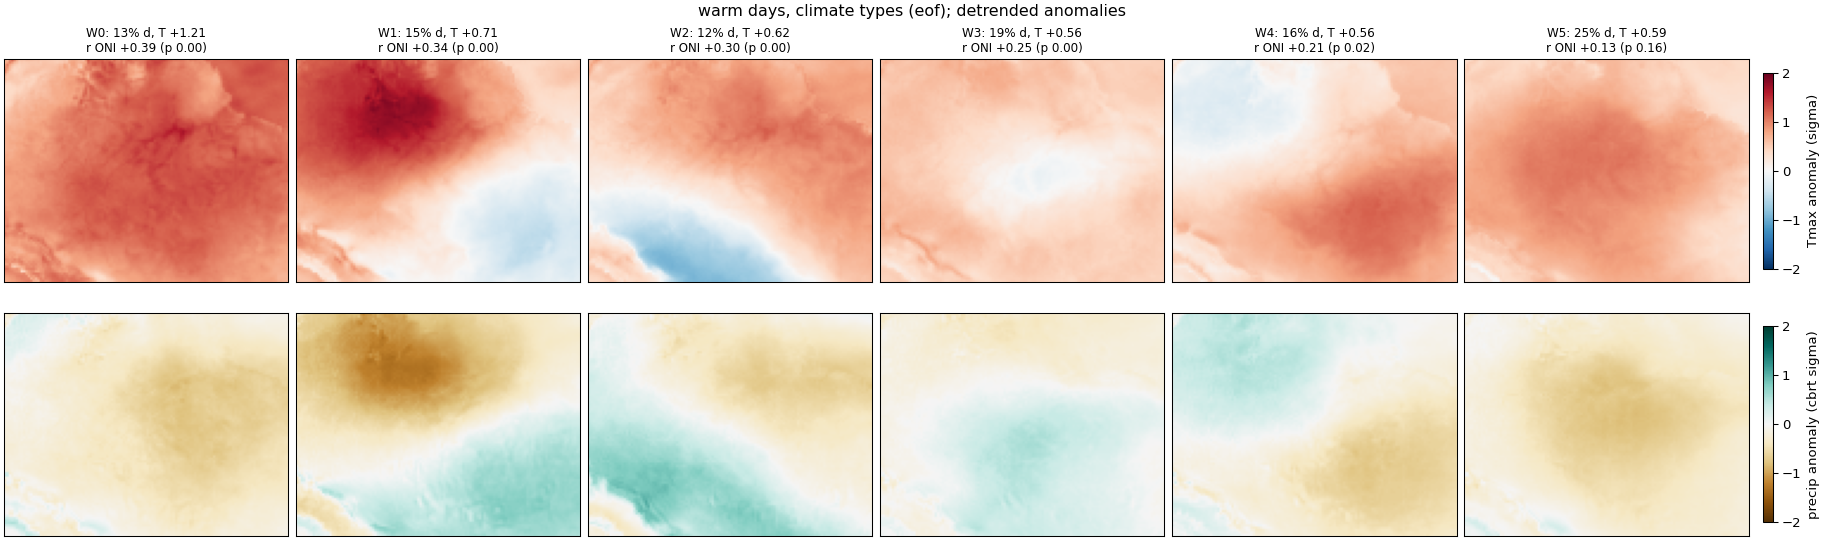 warm days, climate types (eof); detrended anomalies
W0: 13% d, T +1.21
r ONI +0.39 (p 0.00)
W1: 15% d, T +0.71
r ONI +0.34 (p 0.00)
W2: 12% d, T +0.62
r ONI +0.30 (p 0.00)
W3: 19% d, T +0.56
r ONI +0.25 (p 0.00)
W4: 16% d, T +0.56
r ONI +0.21 (p 0.02)
W5: 25% d, T +0.59
r ONI +0.13 (p 0.16)
2
1
0
−1
−2
Tmax anomaly (sigma)
2
1
0
−1
−2
precip anomaly (cbrt sigma)